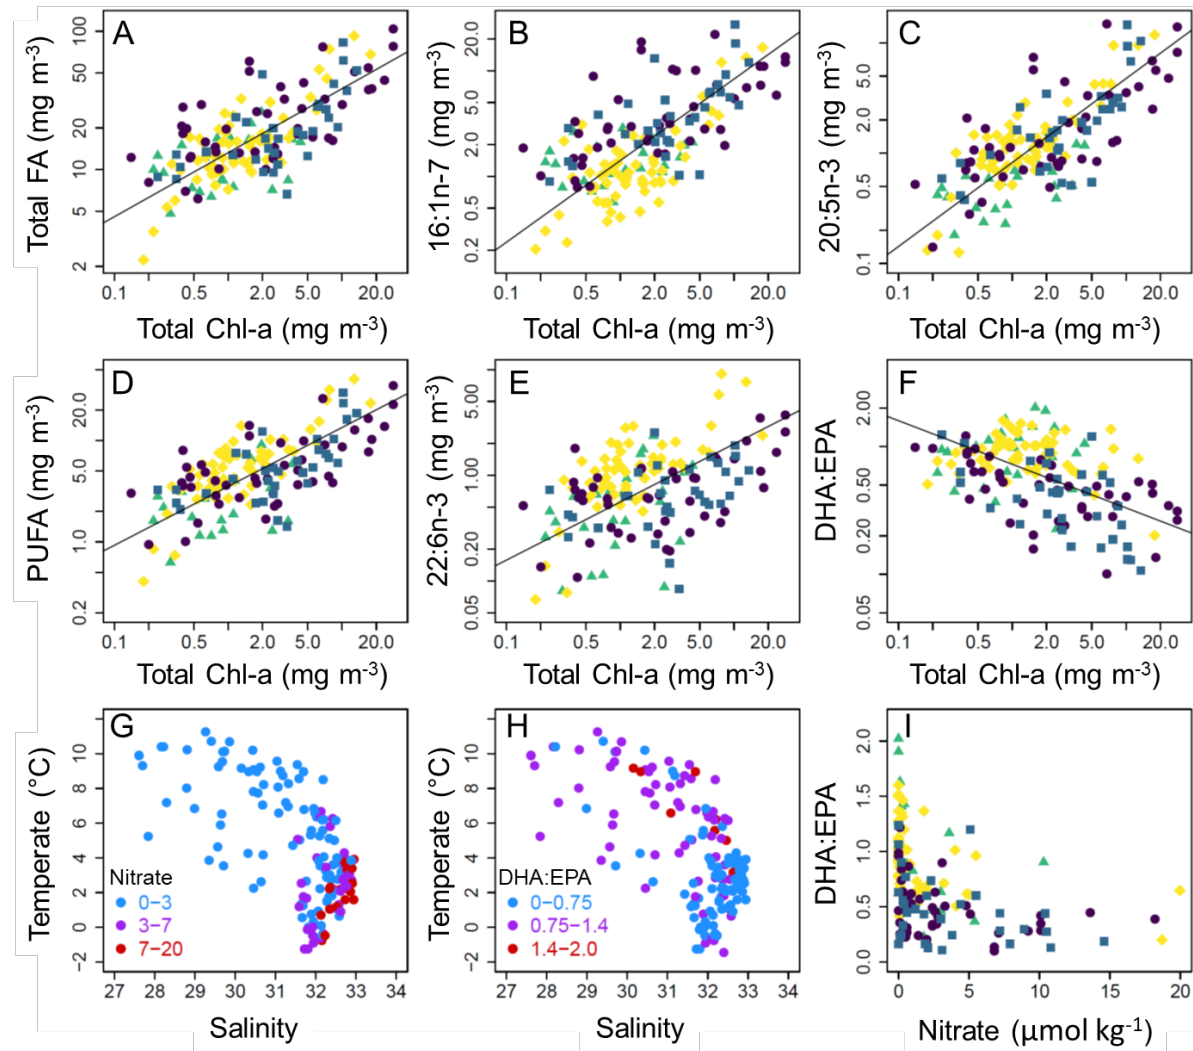 A
Total FA (mg m-3)
100
50
20
10
5
2
0.1 0.5 2.0 5.0 20.0
Total Chl-a (mg m-3)
B
16:1n-7 (mg m-3)
20.0
5.0
2.0
0.5
0.2
0.1 0.5 2.0 5.0 20.0
Total Chl-a (mg m-3)
C
20:5n-3 (mg m-3)
5.0
2.0
0.5
0.1
0.1 0.5 2.0 5.0 20.0
Total Chl-a (mg m-3)
D
PUFA (mg m-3)
20.0
5.0
1.0
0.2
0.1 0.5 2.0 5.0 20.0
Total Chl-a (mg m-3)
E
22:6n-3 (mg m-3)
5.00
1.00
0.20
0.05
0.1 0.5 2.0 5.0 20.0
Total Chl-a (mg m-3)
F
DHA:EPA
2.00
0.50
0.20
0.05
0.1 0.5 2.0 5.0 20.0
Total Chl-a (mg m-3)
G
Temperate (°C)
10
8
6
4
2
0
−2
Nitrate
0−3
3−7
7−20
27 28 29 30 31 32 33 34
Salinity
H
Temperate (°C)
10
8
6
4
2
0
−2
DHA:EPA
0−0.75
0.75−1.4
1.4−2.0
27 28 29 30 31 32 33 34
Salinity
I
DHA:EPA
2.0
1.5
1.0
0.5
0.0
0 5 10 15 20
Nitrate (μmol kg-1)